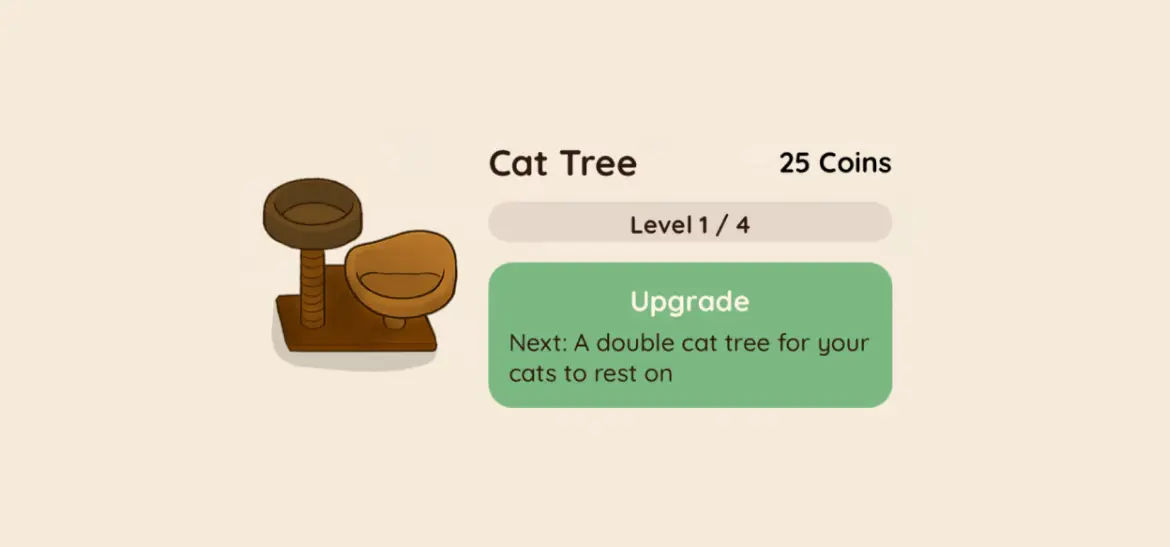 Cat Tree
25 Coins
Level 1 / 4
Upgrade
Next: A double cat tree for your
cats to rest on